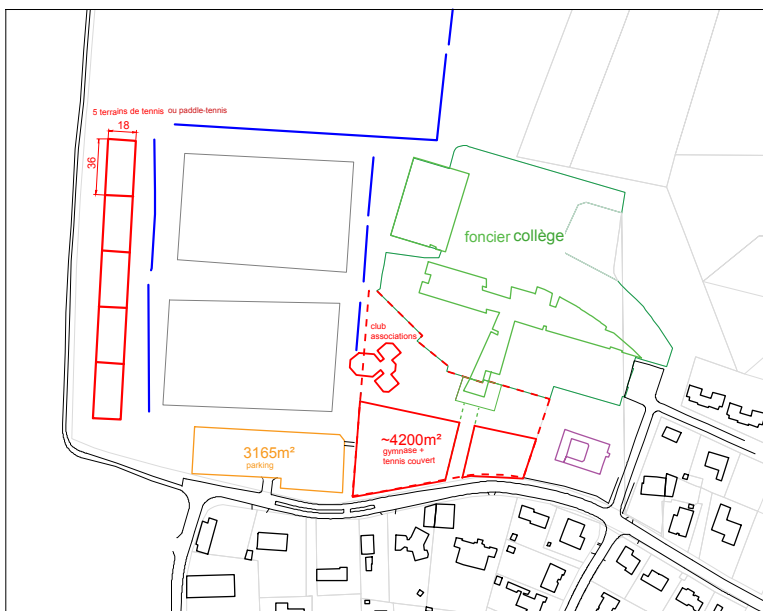 5 terrains de tennis ou paddle-tennis
18
36
foncier collège
club
associations
~4200m²
gymnase +
tennis couvert
3165m²
parking